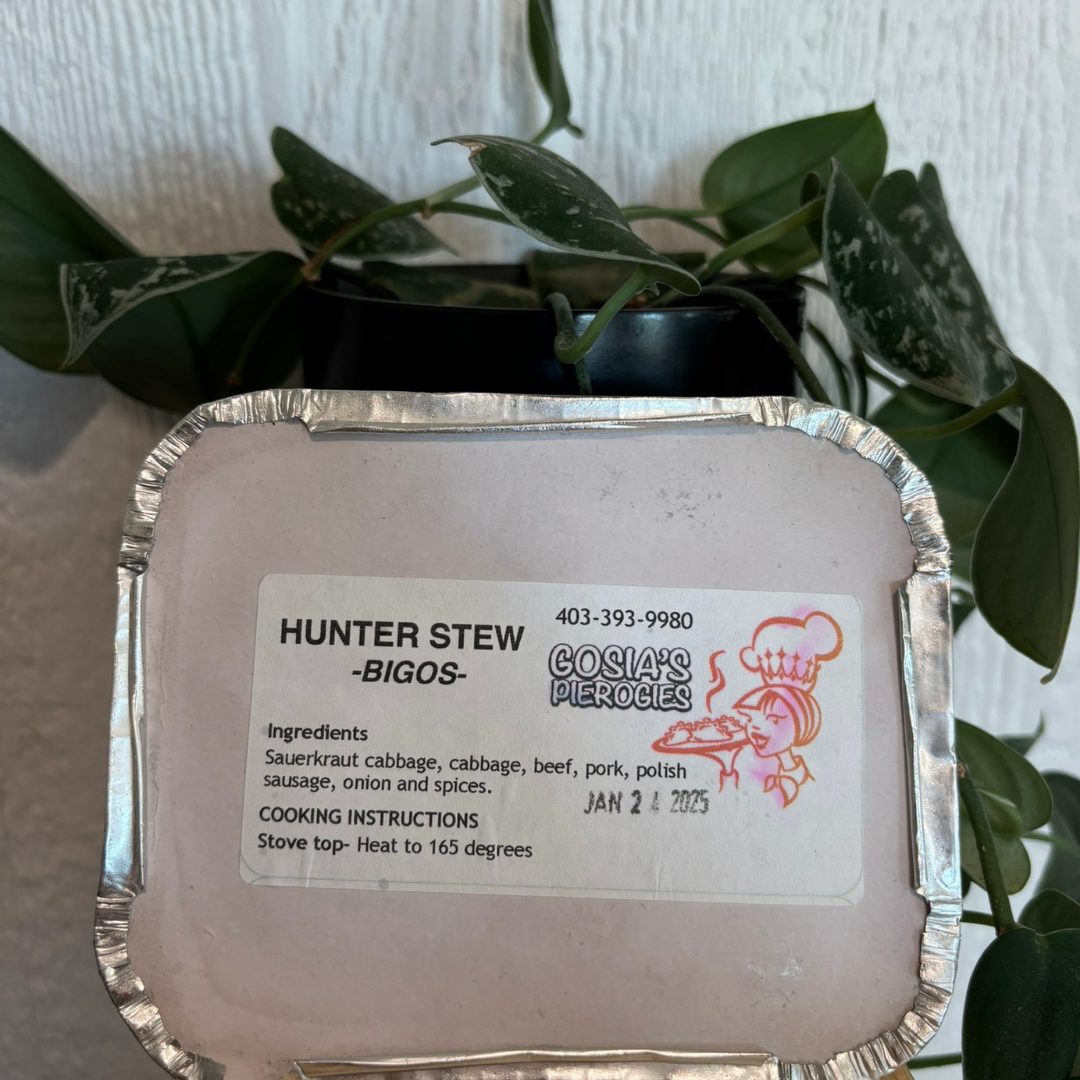 HUNTER STEW
-BIGOS-
403-393-9980
GOSIA'S
PIEROGIES
Ingredients
Sauerkraut cabbage, cabbage, beef, pork, polish
sausage, onion and spices.
JAN 2 2025
COOKING INSTRUCTIONS
Stove top- Heat to 165 degrees